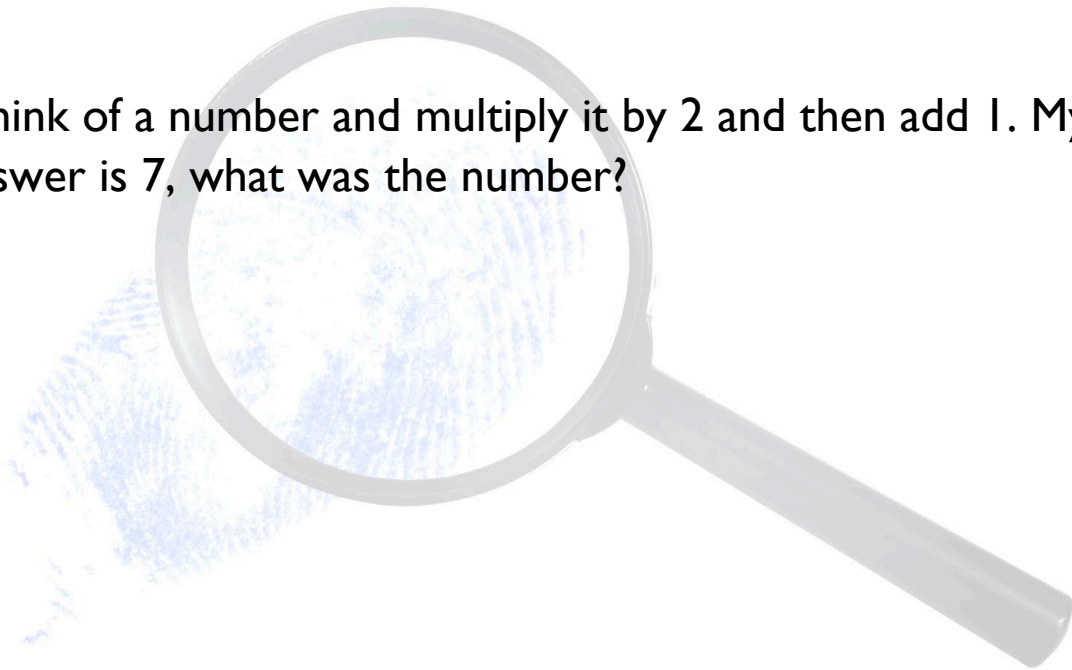 hink of a number and multiply it by 2 and then add 1. My
swer is 7, what was the number?